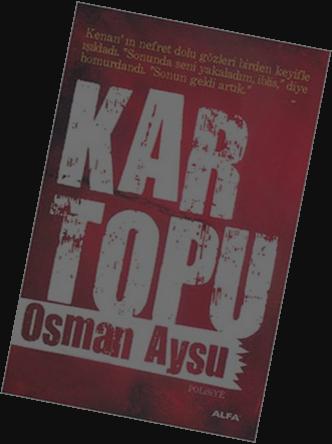 Kenan'ın nefret dolu gözleri birden keyifle
ışıldadı. "Sonunda seni yakaladım, iblis," diye
homurdandı. "Sonun geldi artık."
KAR
TOPU
Osman Aysu
POLİSİYE
ALFA